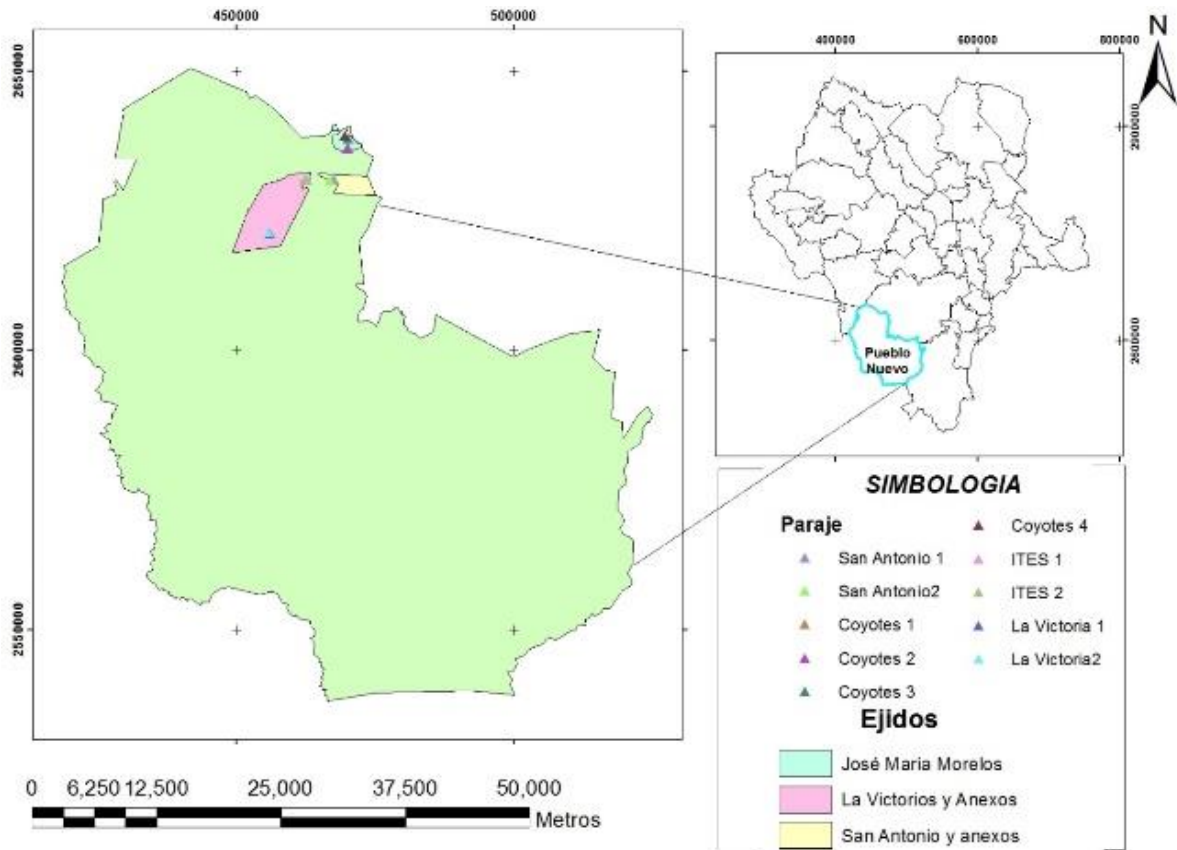 450000
500000
2650000
2600000
2550000
400000
600000
800000
2900000
2600000
N
Pueblo
Nuevo
SIMBOLOGIA
Paraje
San Antonio 1
San Antonio2
Coyotes 1
Coyotes 2
Coyotes 3
Coyotes 4
ITES 1
ITES 2
La Victoria 1
La Victoria2
Ejidos
José Maria Morelos
La Victorios y Anexos
San Antonio y anexos
0 6,250 12,500 25,000 37,500 50,000
Metros